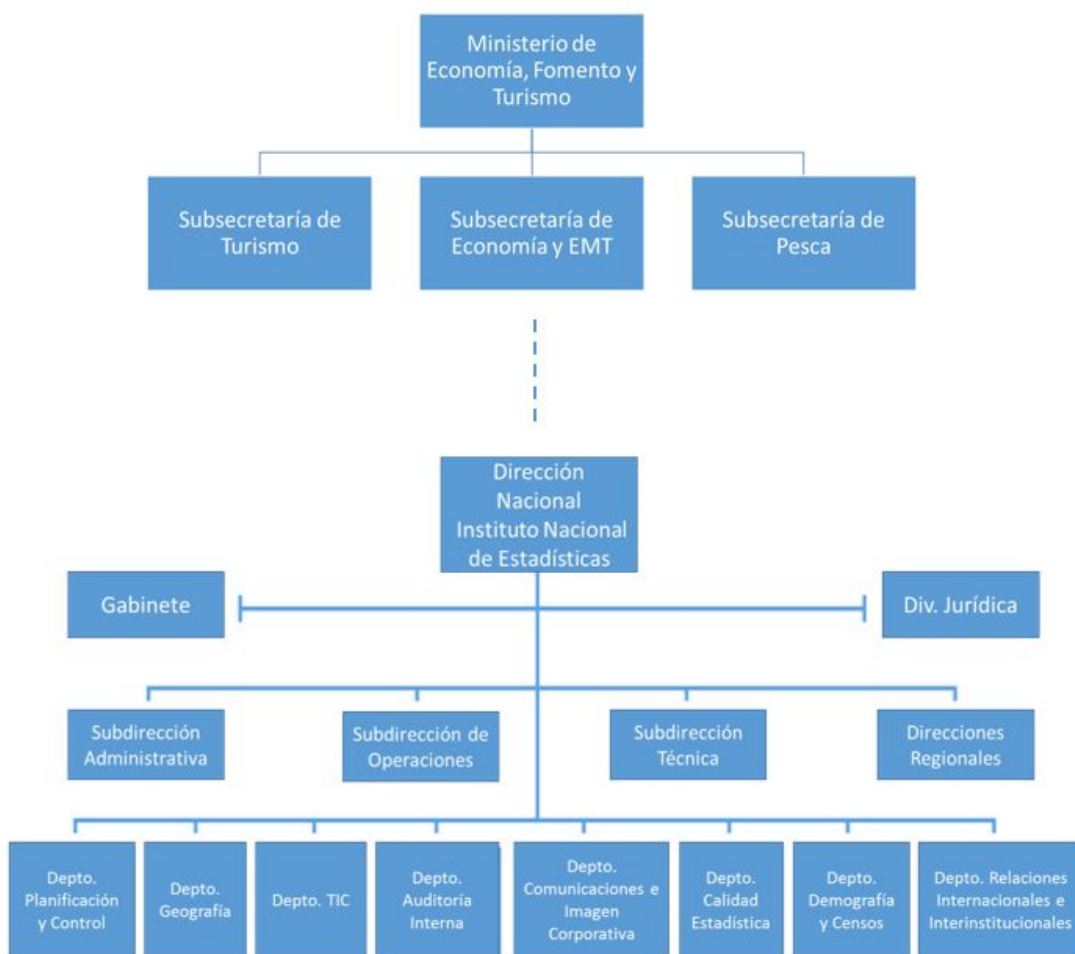 Ministerio de
Economía, Fomento y
Turismo
Subsecretaría de
Turismo
Subsecretaría de
Economía y EMT
Subsecretaría de
Pesca
Dirección
Nacional
Instituto Nacional
de Estadísticas
Gabinete
Div. Jurídica
Subdirección
Administrativa
Subdirección de
Operaciones
Subdirección
Técnica
Direcciones
Regionales
Depto.
Planificación
y Control
Depto.
Geografía
Depto. TIC
Depto.
Auditoría
Interna
Depto.
Comunicaciones e
Imagen
Corporativa
Depto.
Calidad
Estadística
Depto.
Demografía
y Censos
Depto. Relaciones
Internacionales e
Interinstitucionales